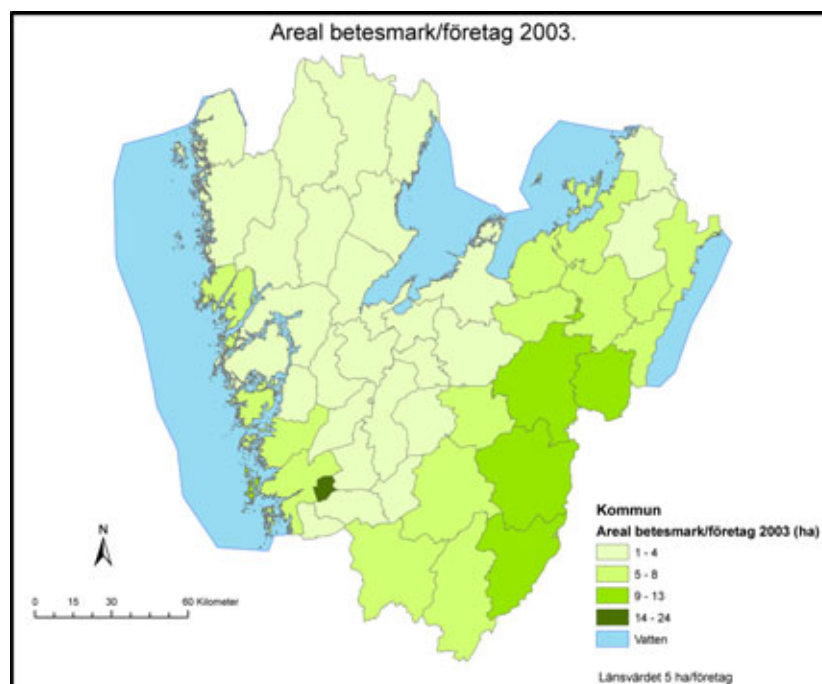 Areal betesmark/företag 2003.
N
0 15 30 60 Kilometer
Kommun
Areal betesmark/företag 2003 (ha)
1 - 4
5 - 8
9 - 13
14 - 24
Vatten
Länsvärdet 5 ha/företag